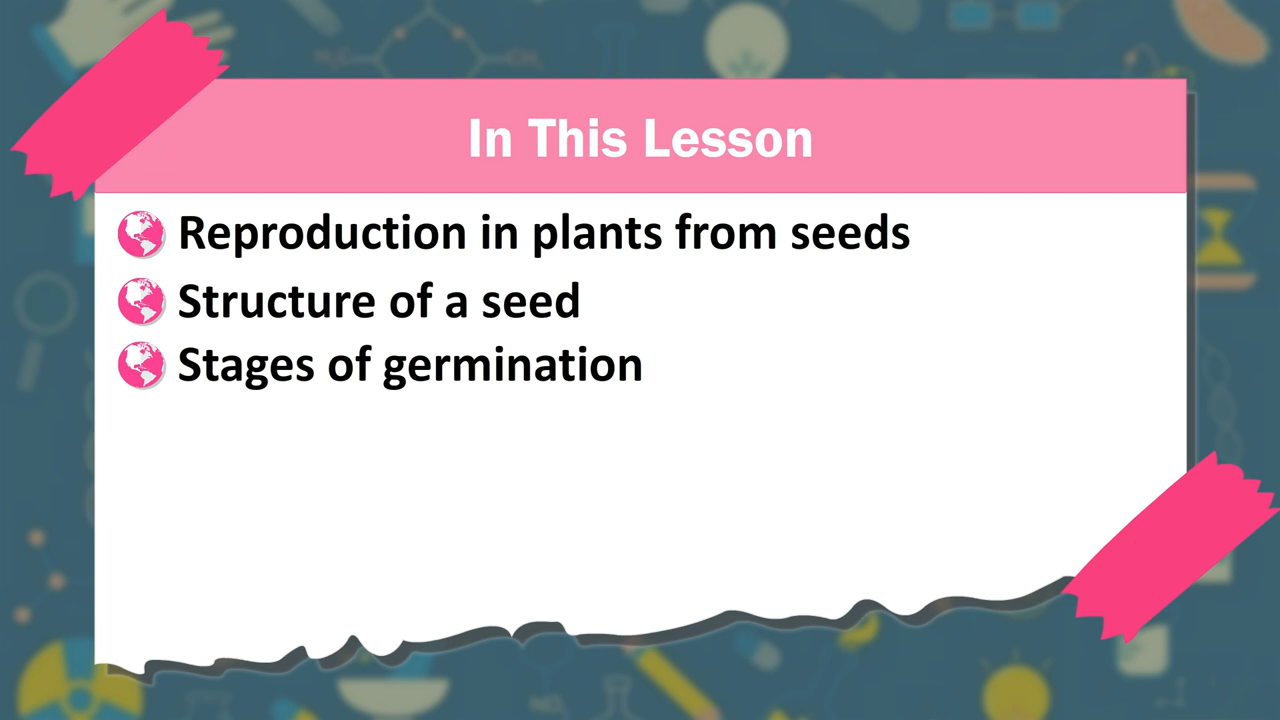 In This Lesson
Reproduction in plants from seeds
Structure of a seed
Stages of germination